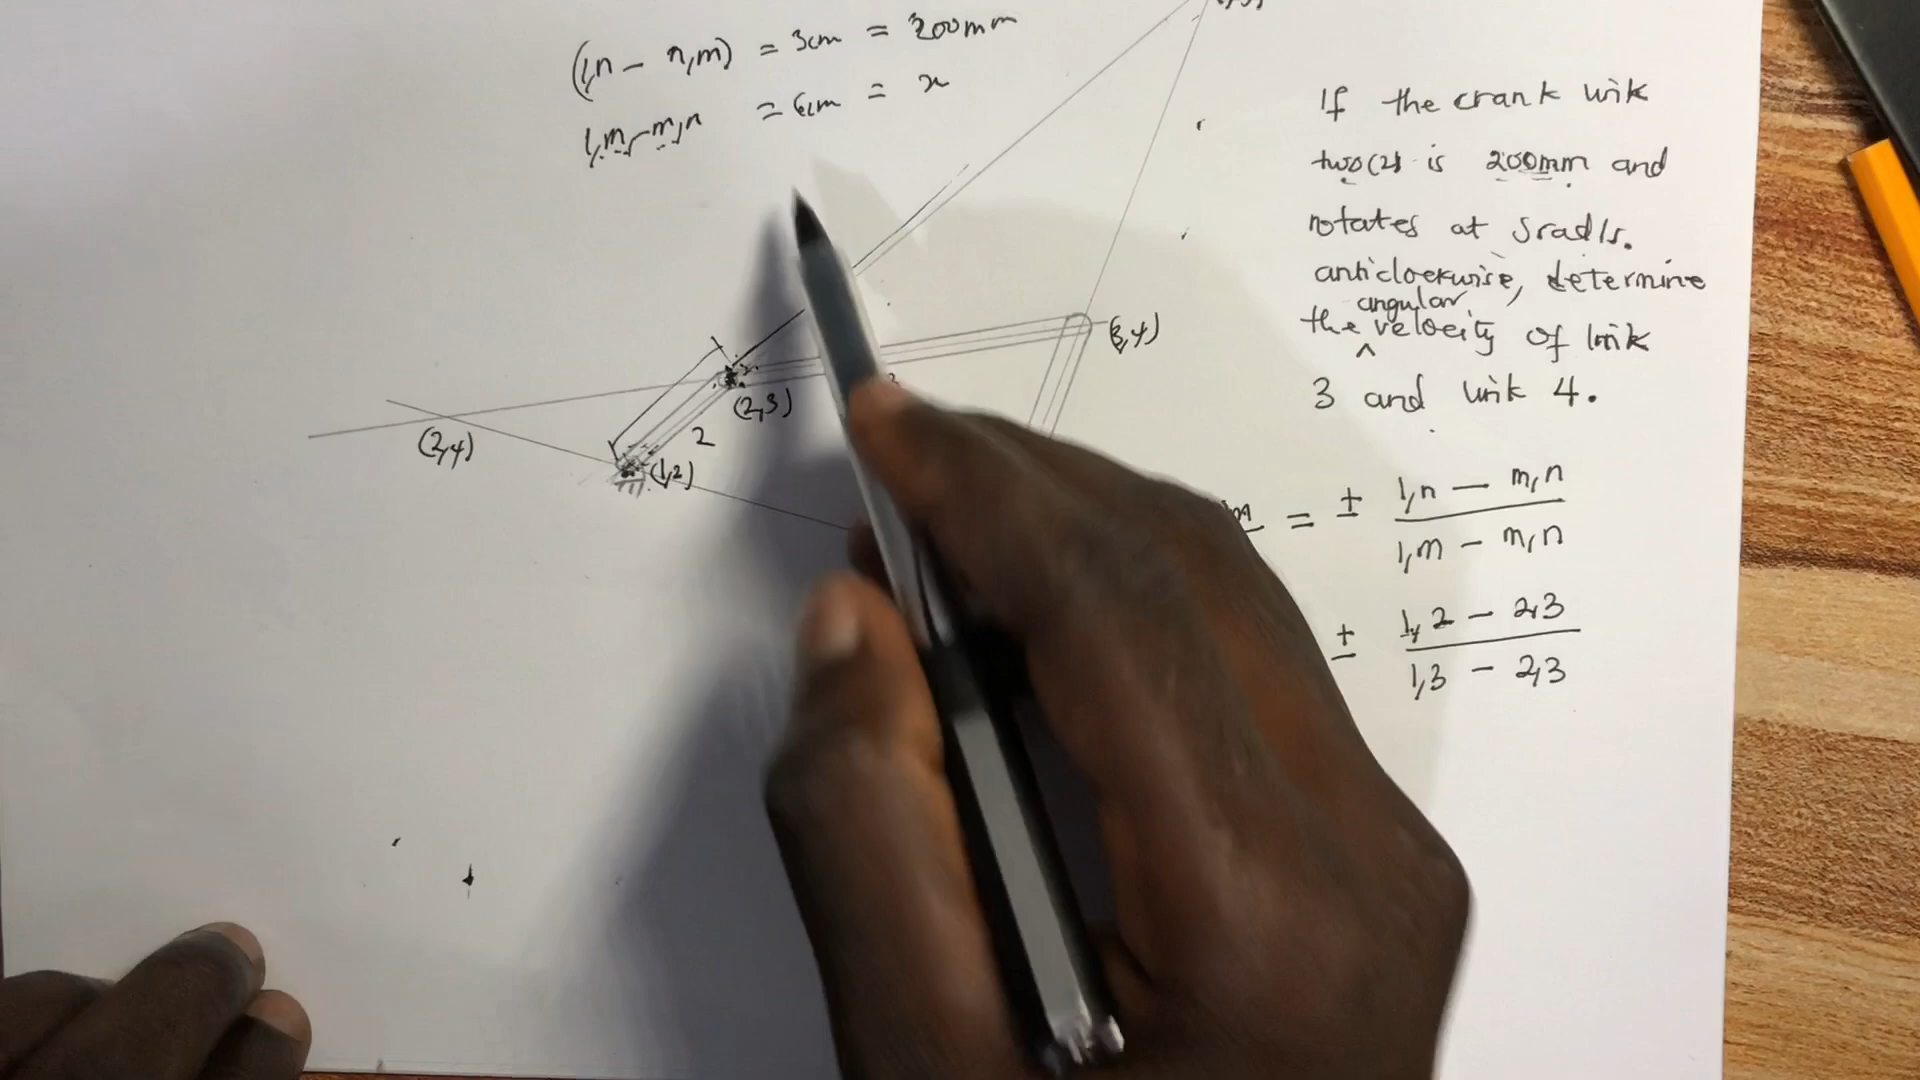 (1,n - n,m) = 3cm = 200mm
1,m - m,n = 6cm = x
If the crank link
two(2) is 200mm and
rotates at 5rad/s.
anticlockwise, determine
angular
the ^ velocity of link
3 and link 4.
(3,4)
(2,3)
2
(2,4)
(1,2)
= ± 1,n - m,n
1,m - m,n
± 1,2 - 2,3
1,3 - 2,3